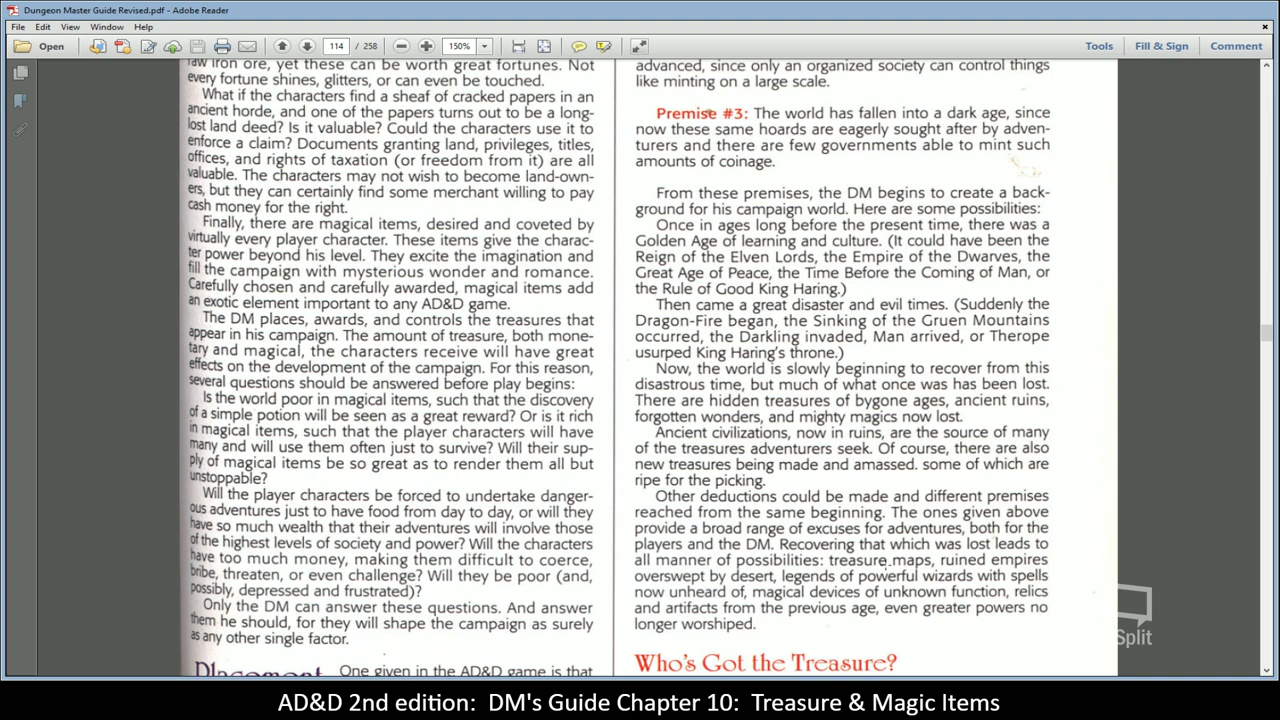 Dungeon Master Guide Revised.pdf - Adobe Reader
File Edit View Window Help
Open 114 / 258 150% Tools Fill & Sign Comment
raw iron ore, yet these can be worth great fortunes. Not
every fortune shines, glitters, or can even be touched.
What if the characters find a sheaf of cracked papers in an
ancient horde, and one of the papers turns out to be a long-
lost land deed? Is it valuable? Could the characters use it to
enforce a claim? Documents granting land, privileges, titles,
offices, and rights of taxation (or freedom from it) are all
valuable. The characters may not wish to become land-own-
ers, but they can certainly find some merchant willing to pay
cash money for the right.
Finally, there are magical items, desired and coveted by
virtually every player character. These items give the charac-
ter power beyond his level. They excite the imagination and
fill the campaign with mysterious wonder and romance.
Carefully chosen and carefully awarded, magical items add
an exotic element important to any AD&D game.
The DM places, awards, and controls the treasures that
appear in his campaign. The amount of treasure, both mone-
tary and magical, the characters receive will have great
effects on the development of the campaign. For this reason,
several questions should be answered before play begins:
Is the world poor in magical items, such that the discovery
of a simple potion will be seen as a great reward? Or is it rich
in magical items, such that the player characters will have
many and will use them often just to survive? Will their sup-
ply of magical items be so great as to render them all but
unstoppable?
Will the player characters be forced to undertake danger-
ous adventures just to have food from day to day, or will they
have so much wealth that their adventures will involve those
of the highest levels of society and power? Will the characters
have too much money, making them difficult to coerce,
bribe, threaten, or even challenge? Will they be poor (and,
possibly, depressed and frustrated)?
Only the DM can answer these questions. And answer
them he should, for they will shape the campaign as surely
as any other single factor.
Placement One given in the AD&D game is that
advanced, since only an organized society can control things
like minting on a large scale.
Premise #3: The world has fallen into a dark age, since
now these same hoards are eagerly sought after by adven-
turers and there are few governments able to mint such
amounts of coinage.
From these premises, the DM begins to create a back-
ground for his campaign world. Here are some possibilities:
Once in ages long before the present time, there was a
Golden Age of learning and culture. (It could have been the
Reign of the Elven Lords, the Empire of the Dwarves, the
Great Age of Peace, the Time Before the Coming of Man, or
the Rule of Good King Haring.)
Then came a great disaster and evil times. (Suddenly the
Dragon-Fire began, the Sinking of the Gruen Mountains
occurred, the Darkling invaded, Man arrived, or Therope
usurped King Haring's throne.)
Now, the world is slowly beginning to recover from this
disastrous time, but much of what once was has been lost.
There are hidden treasures of bygone ages, ancient ruins,
forgotten wonders, and mighty magics now lost.
Ancient civilizations, now in ruins, are the source of many
of the treasures adventurers seek. Of course, there are also
new treasures being made and amassed. some of which are
ripe for the picking.
Other deductions could be made and different premises
reached from the same beginning. The ones given above
provide a broad range of excuses for adventures, both for the
players and the DM. Recovering that which was lost leads to
all manner of possibilities: treasure maps, ruined empires
overswept by desert, legends of powerful wizards with spells
now unheard of, magical devices of unknown function, relics
and artifacts from the previous age, even greater powers no
longer worshiped.
Who's Got the Treasure?
Split
AD&D 2nd edition: DM's Guide Chapter 10: Treasure & Magic Items